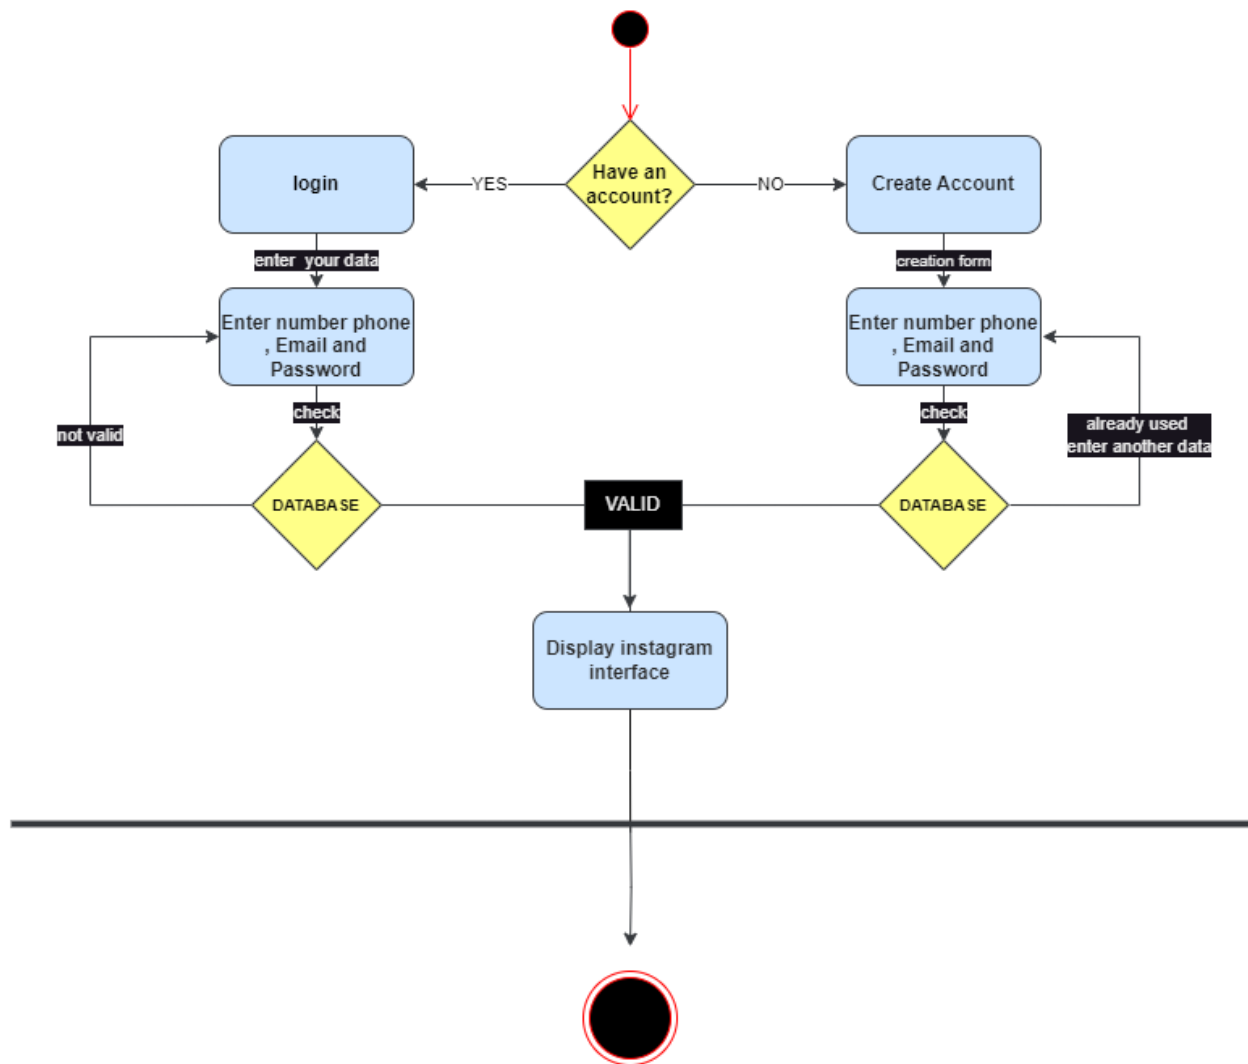 Have an
account?
YES
NO
login
Create Account
enter  your data
creation form
Enter number phone
, Email and
Password
Enter number phone
, Email and
Password
check
check
not valid
already used
enter another data
DATABASE
VALID
DATABASE
Display instagram
interface